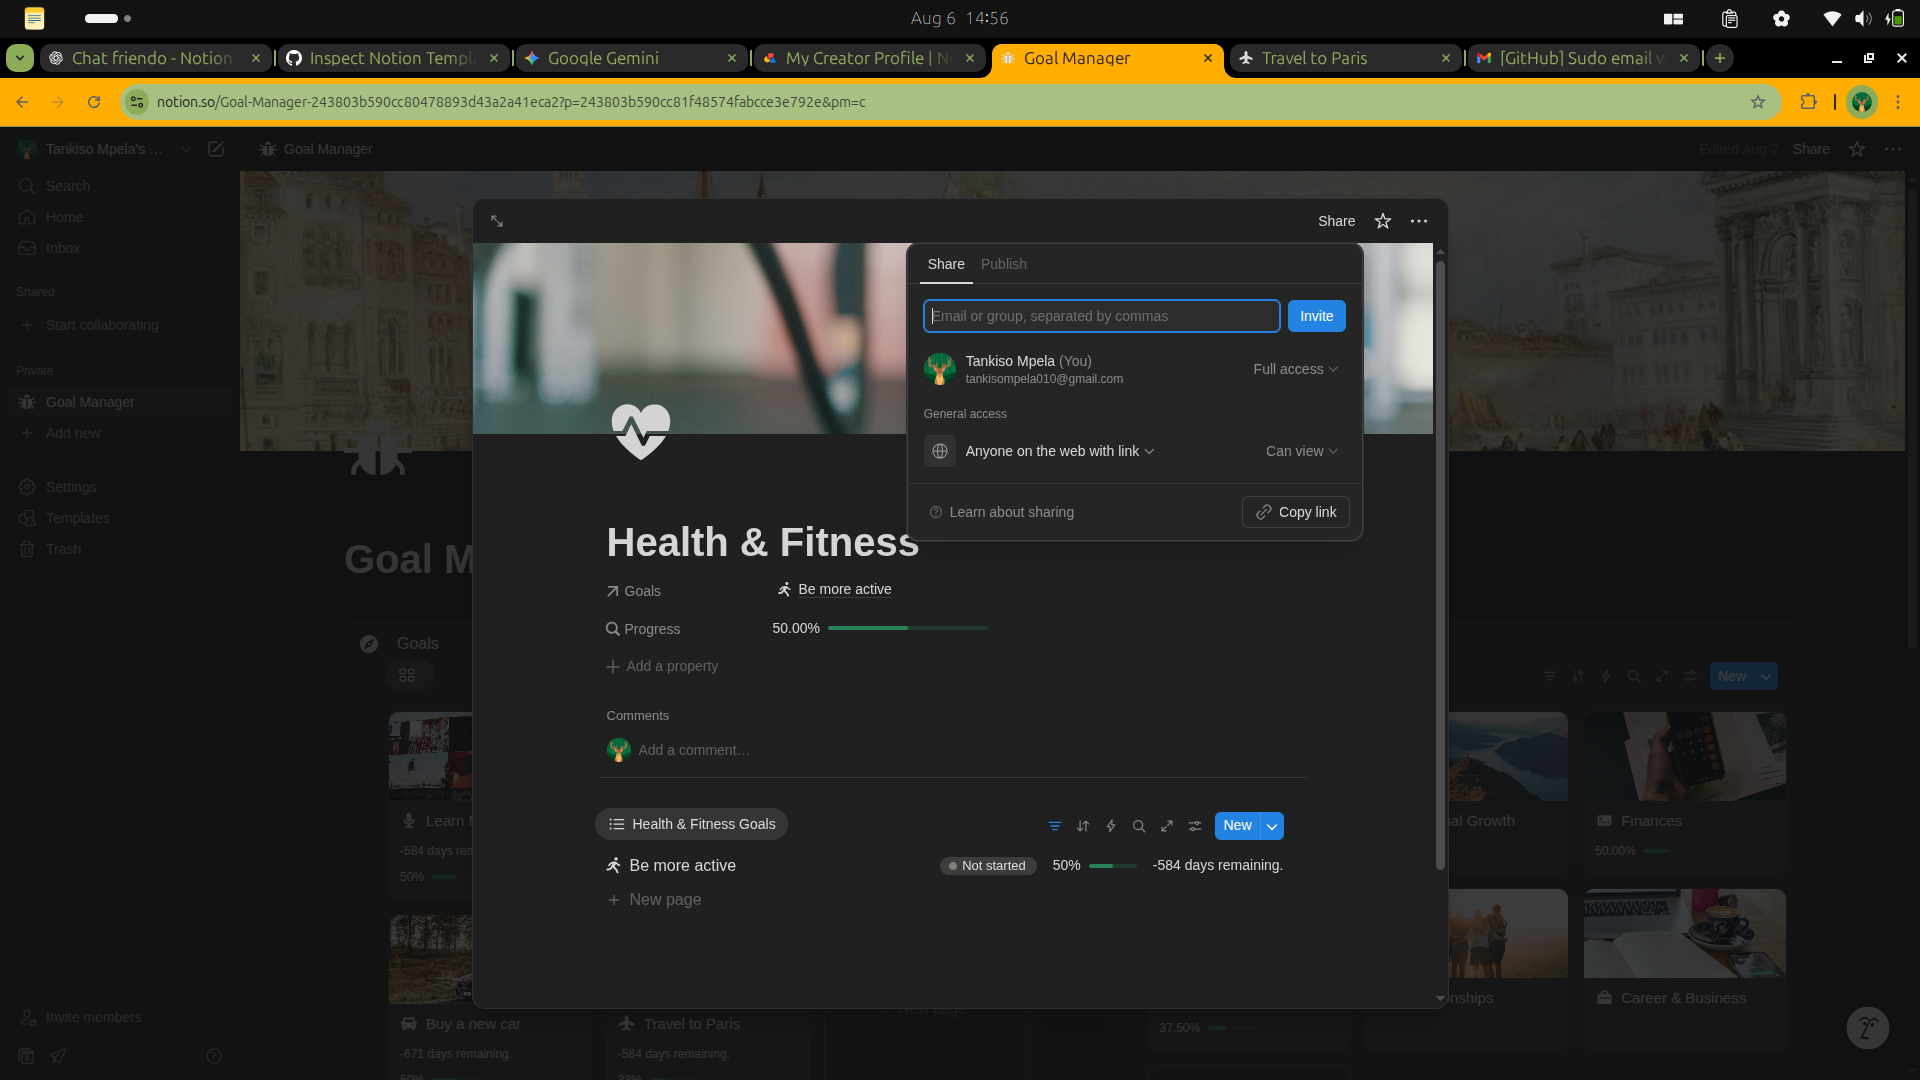 Aug 6 14:56
Chat friendo - Notion
Inspect Notion Templa
Google Gemini
My Creator Profile | N
Goal Manager
Travel to Paris
[GitHub] Sudo email v
notion.so/Goal-Manager-243803b590cc80478893d43a2a41eca2?p=243803b590cc81f48574fabcce3e792e&pm=c
Tankiso Mpela's ...
Goal Manager
Edited Aug 2
Share
Search
Home
Inbox
Shared
Start collaborating
Private
Goal Manager
Add new
Settings
Templates
Trash
Invite members
Goal M
Goals
New
Learn
-584 days rem
50%
Buy a new car
-671 days remaining.
50%
Travel to Paris
-584 days remaining.
33%
New page
37.50%
al Growth
Finances
50.00%
nships
Career & Business
Share
Share
Publish
Email or group, separated by commas
Invite
Tankiso Mpela (You)
tankisompela010@gmail.com
Full access
General access
Anyone on the web with link
Can view
Learn about sharing
Copy link
Health & Fitness
Goals
Be more active
Progress
50.00%
Add a property
Comments
Add a comment…
Health & Fitness Goals
New
Be more active
Not started
50%
-584 days remaining.
New page